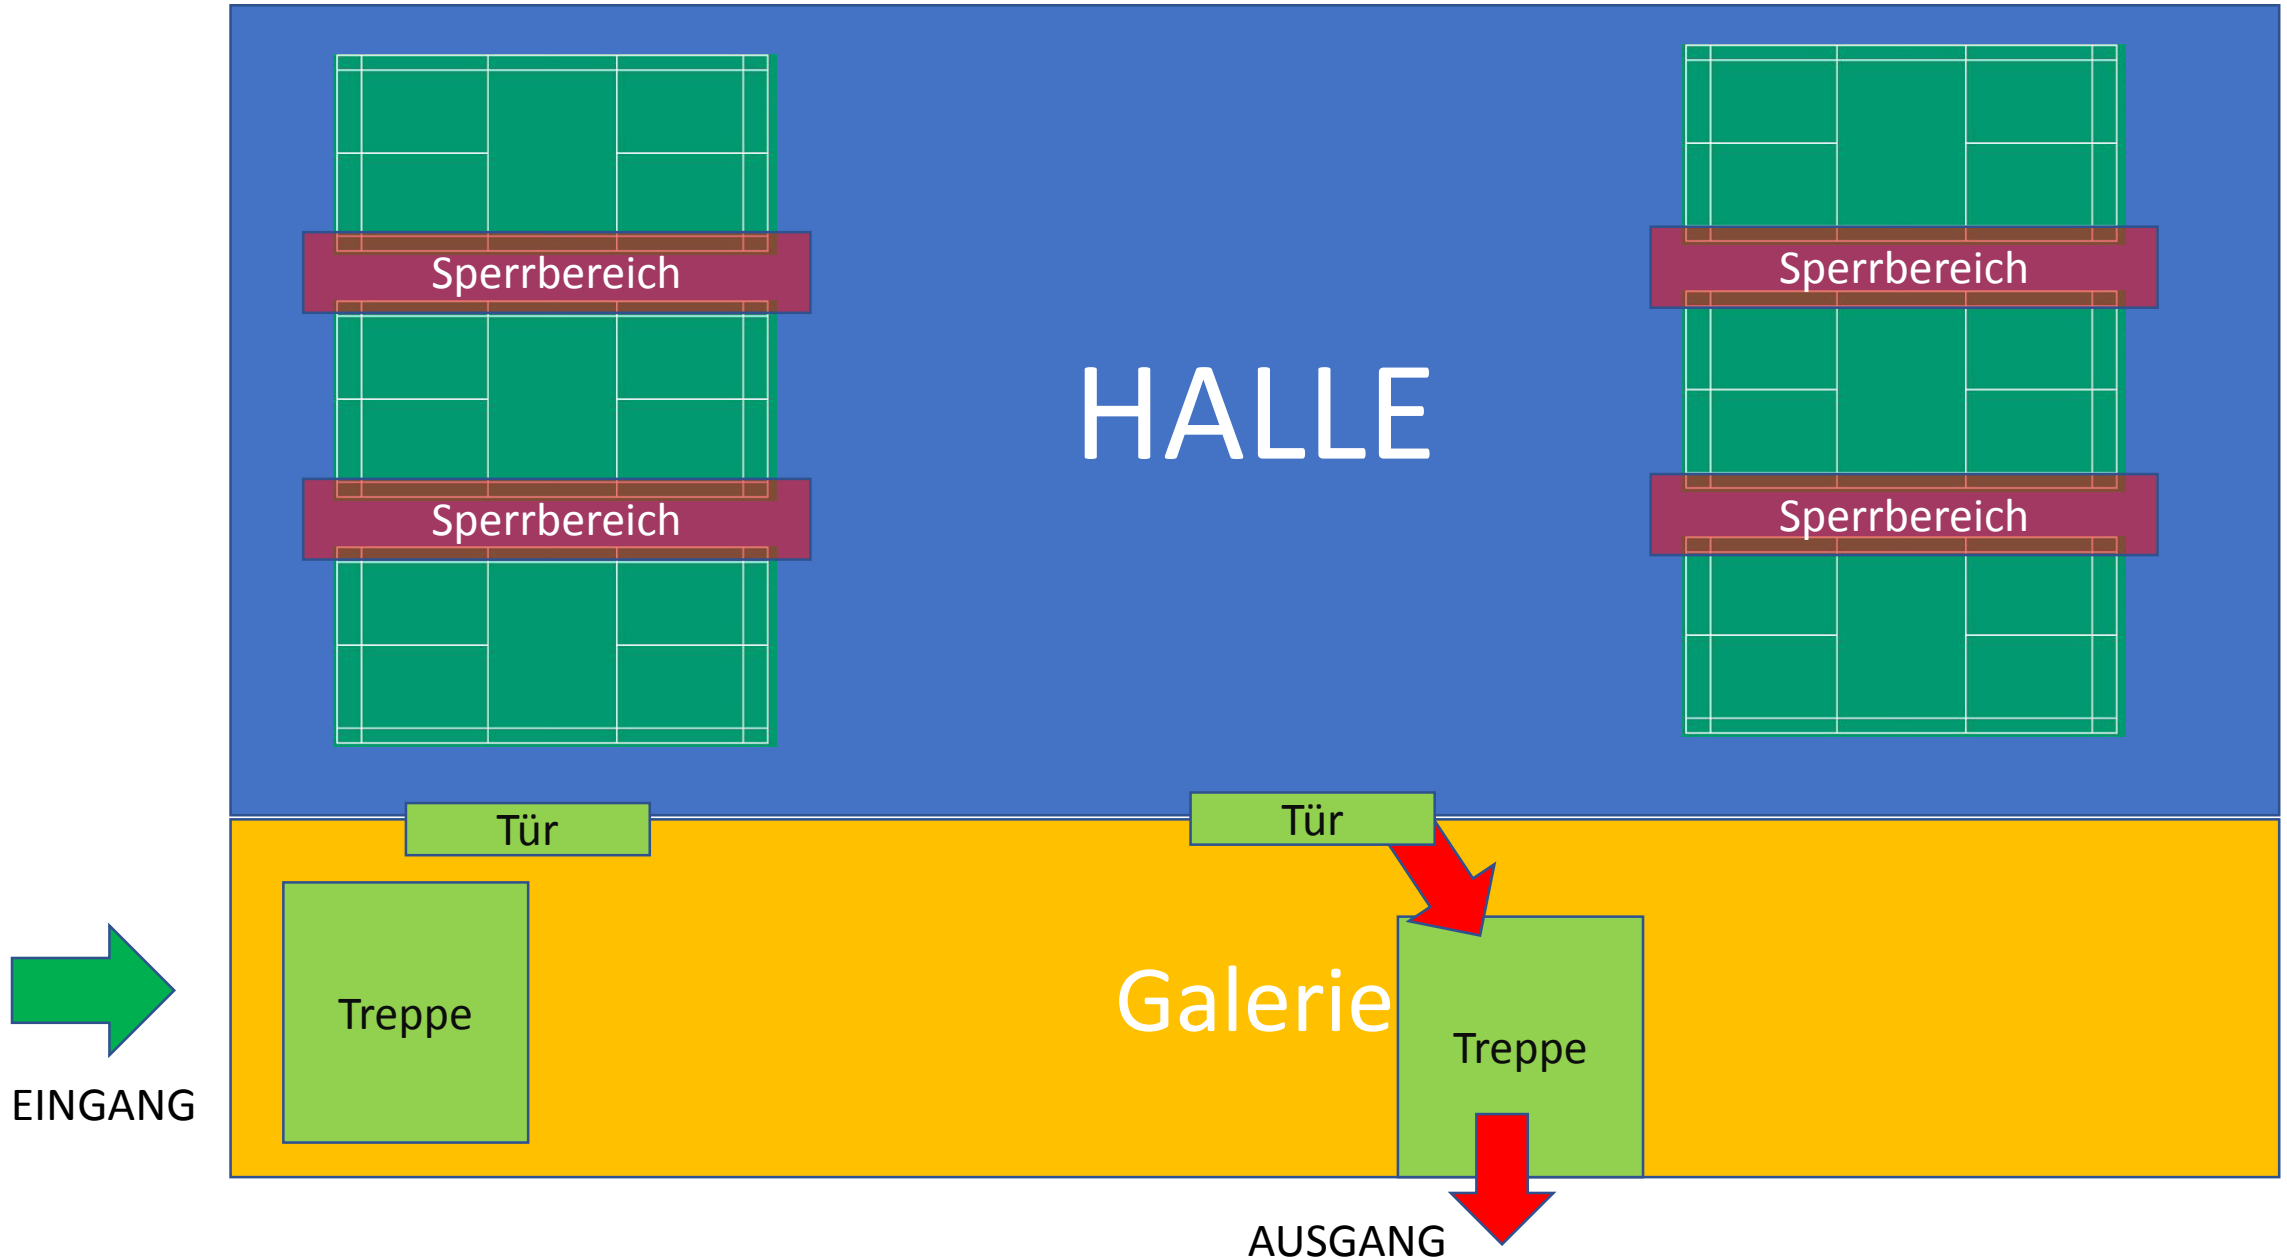 Sperrbereich
Sperrbereich
HALLE
Sperrbereich
Sperrbereich
Tür
Tür
Treppe
Galerie
Treppe
EINGANG
AUSGANG